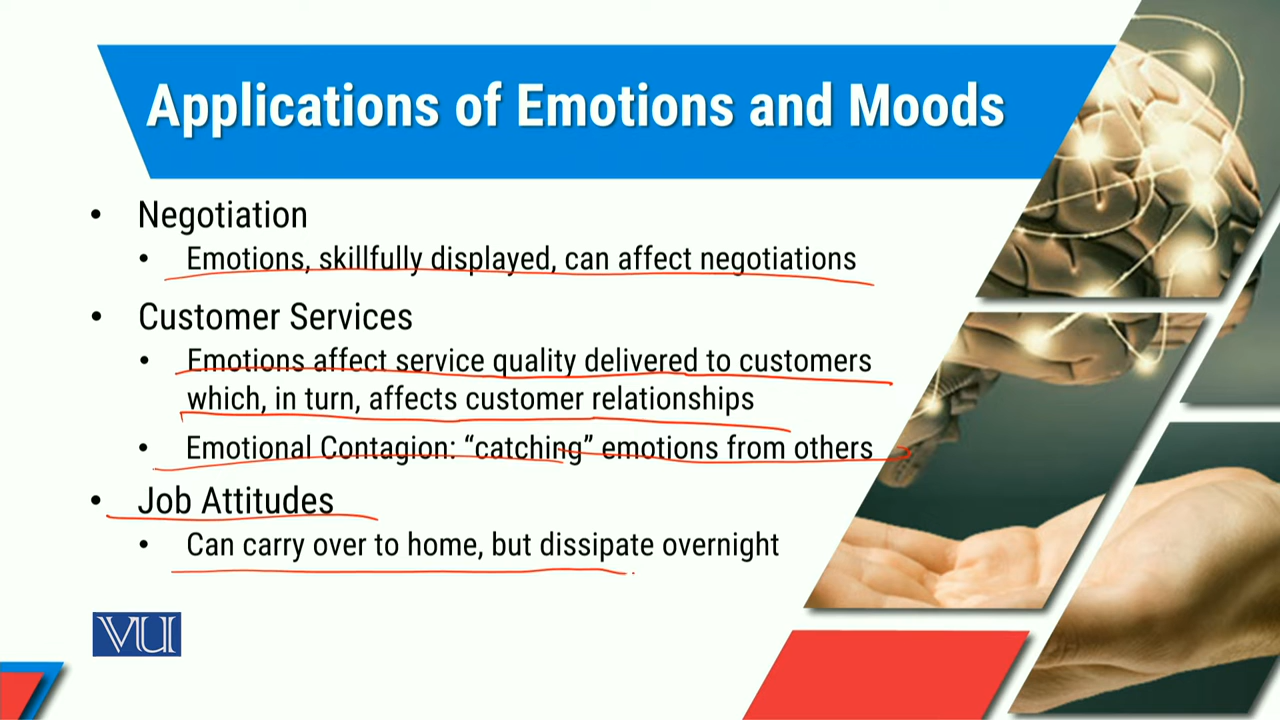 Applications of Emotions and Moods
• Negotiation
• Emotions, skillfully displayed, can affect negotiations
• Customer Services
• Emotions affect service quality delivered to customers
which, in turn, affects customer relationships
• Emotional Contagion: “catching” emotions from others
• Job Attitudes
• Can carry over to home, but dissipate overnight
VU